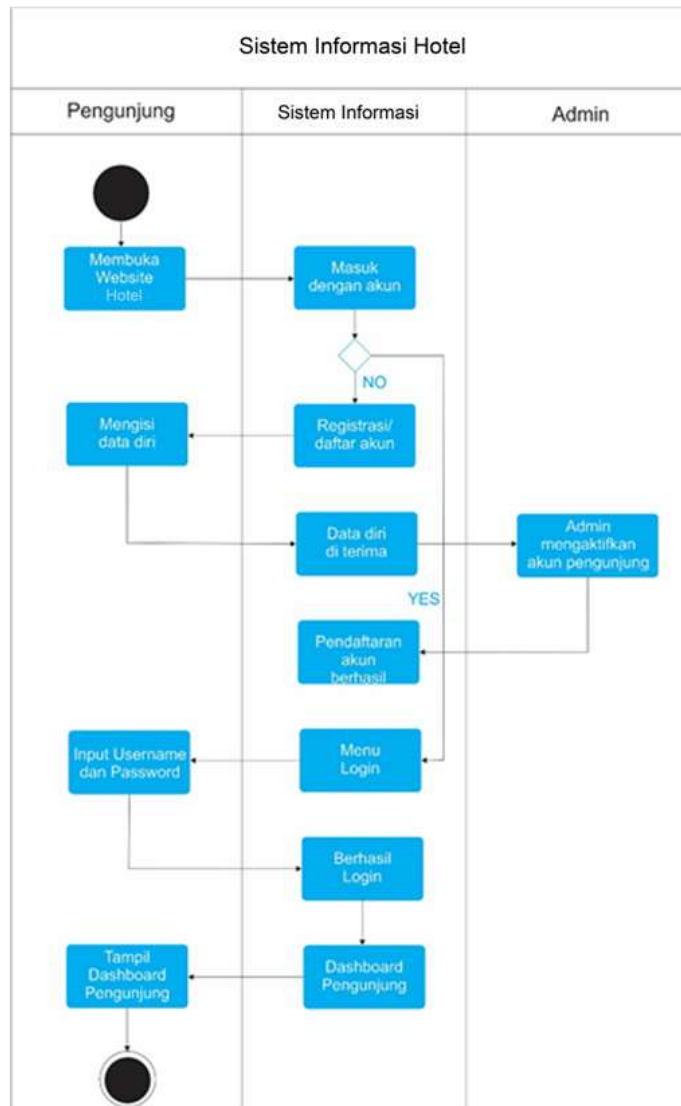 Sistem Informasi Hotel
Pengunjung
Sistem Informasi
Admin
Membuka
Website
Hotel
Masuk
dengan akun
NO
Mengisi
data diri
Registrasi/
daftar akun
Data diri
di terima
Admin
mengaktifkan
akun pengunjung
YES
Pendaftaran
akun
berhasil
Input Username
dan Password
Menu
Login
Berhasil
Login
Tampil
Dashboard
Pengunjung
Dashboard
Pengunjung